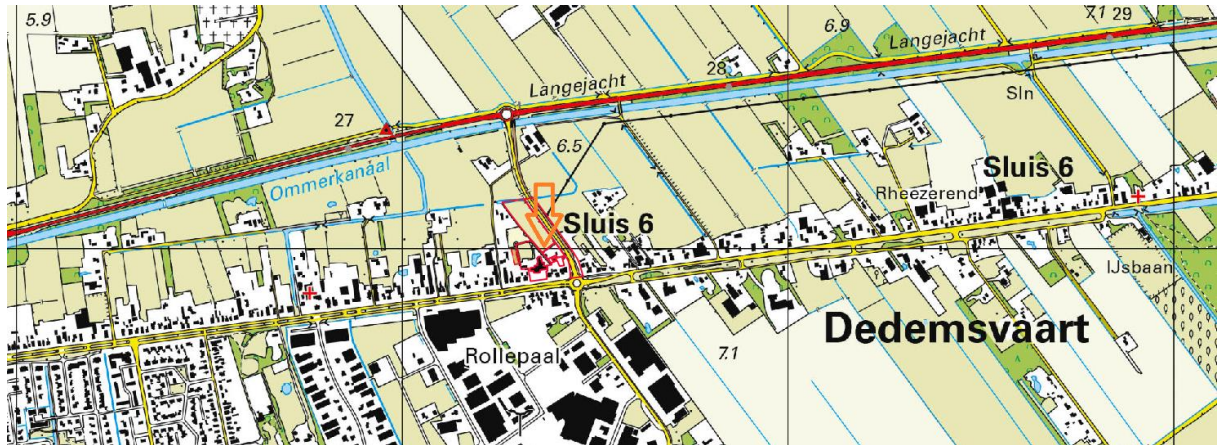 5.9
6.9
7.1
29
Langejacht
28
Langejacht
27
Sln
6.5
Ommerkanaal
Sluis 6
Rheezerend
Sluis 6
IJsbaan
Dedemsvaart
Rollepaal
7.1